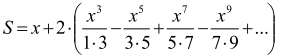 S = x + 2 · ( x³/(1·3) − x⁵/(3·5) + x⁷/(5·7) − x⁹/(7·9) + ... )